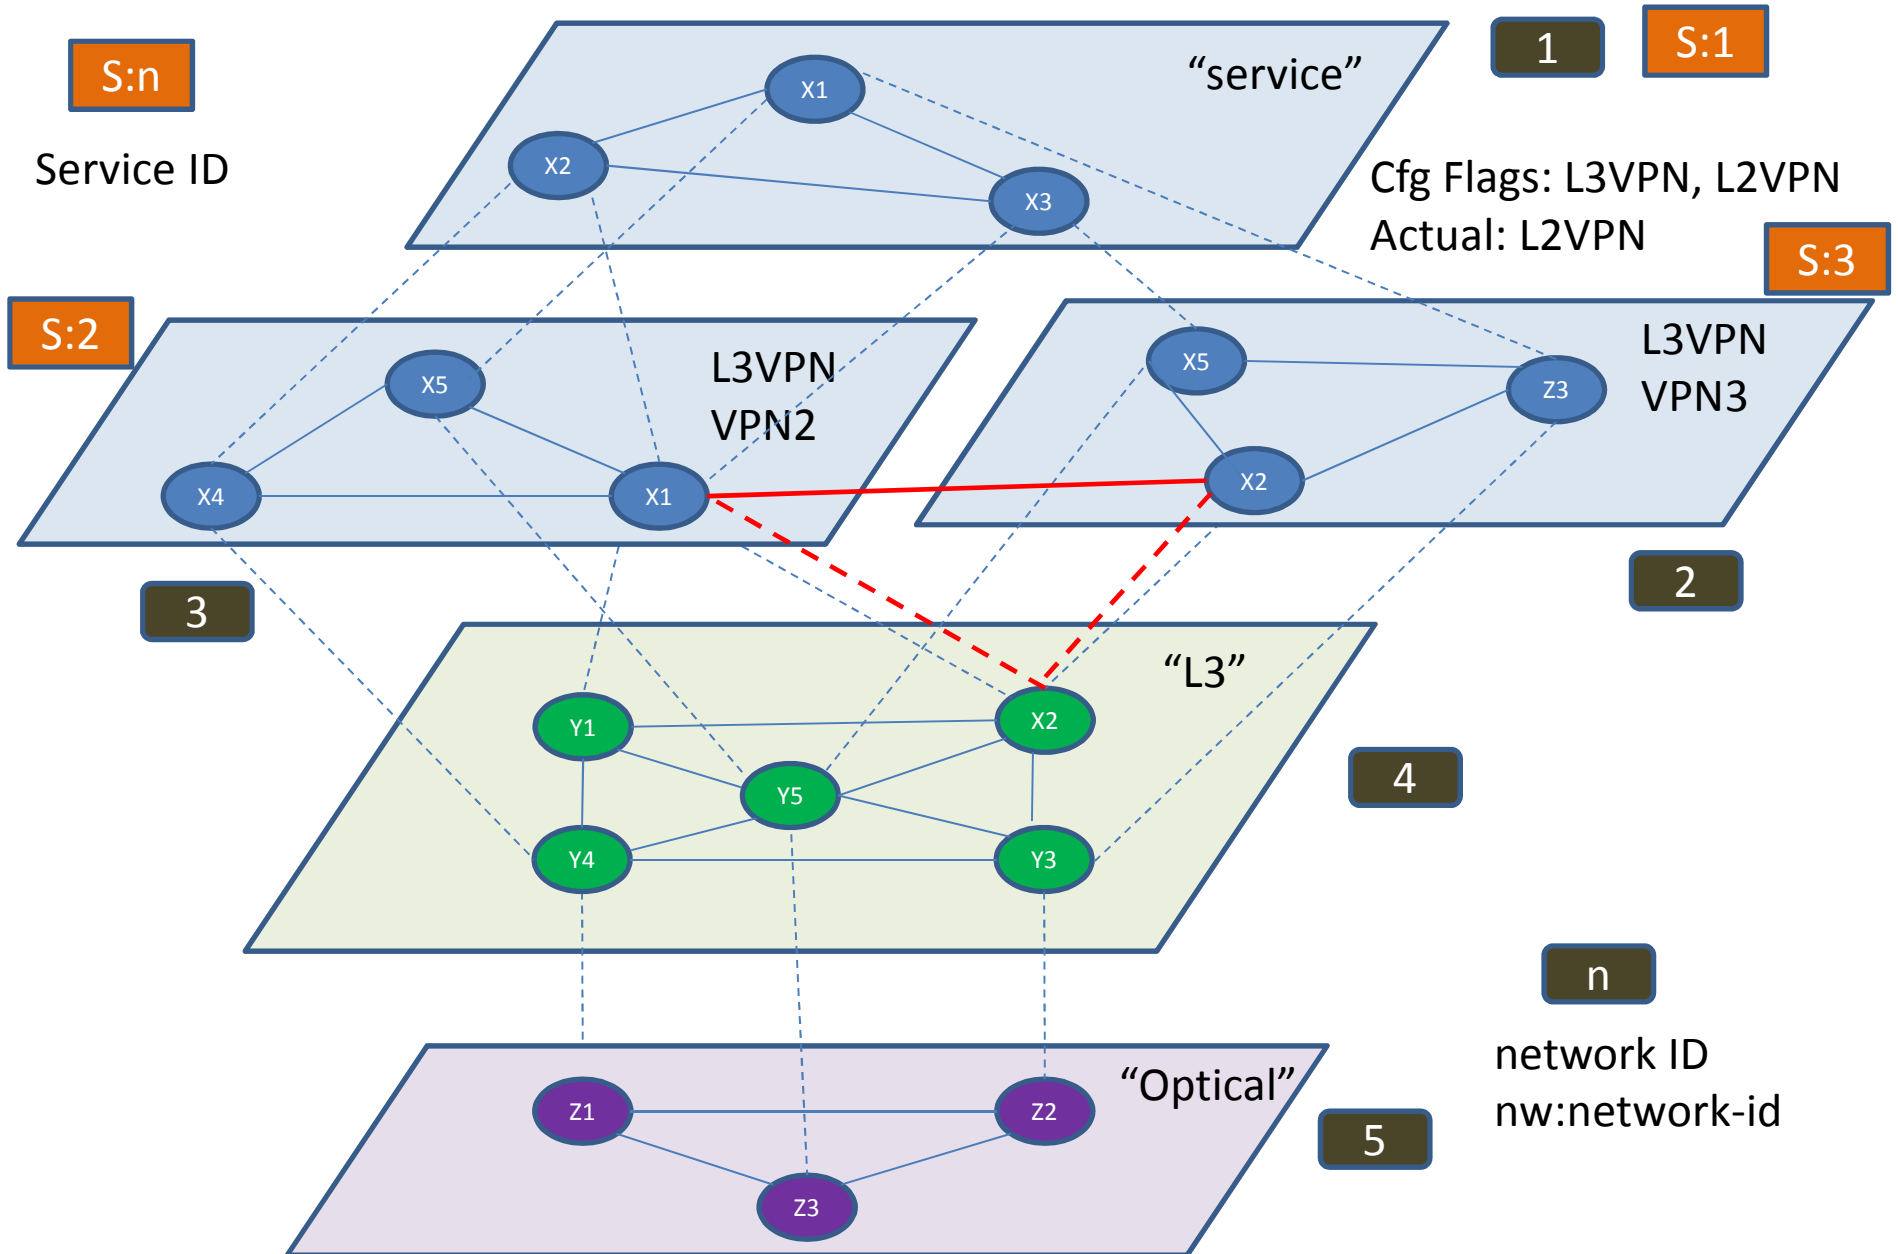 S:n
Service ID
“service”
1
S:1
X1
X2
X3
Cfg Flags: L3VPN, L2VPN
Actual: L2VPN
S:3
S:2
L3VPN
VPN2
X5
X4
X1
L3VPN
VPN3
X5
Z3
X2
3
2
“L3”
Y1
X2
Y5
Y4
Y3
4
n
network ID
nw:network-id
“Optical”
Z1
Z2
Z3
5